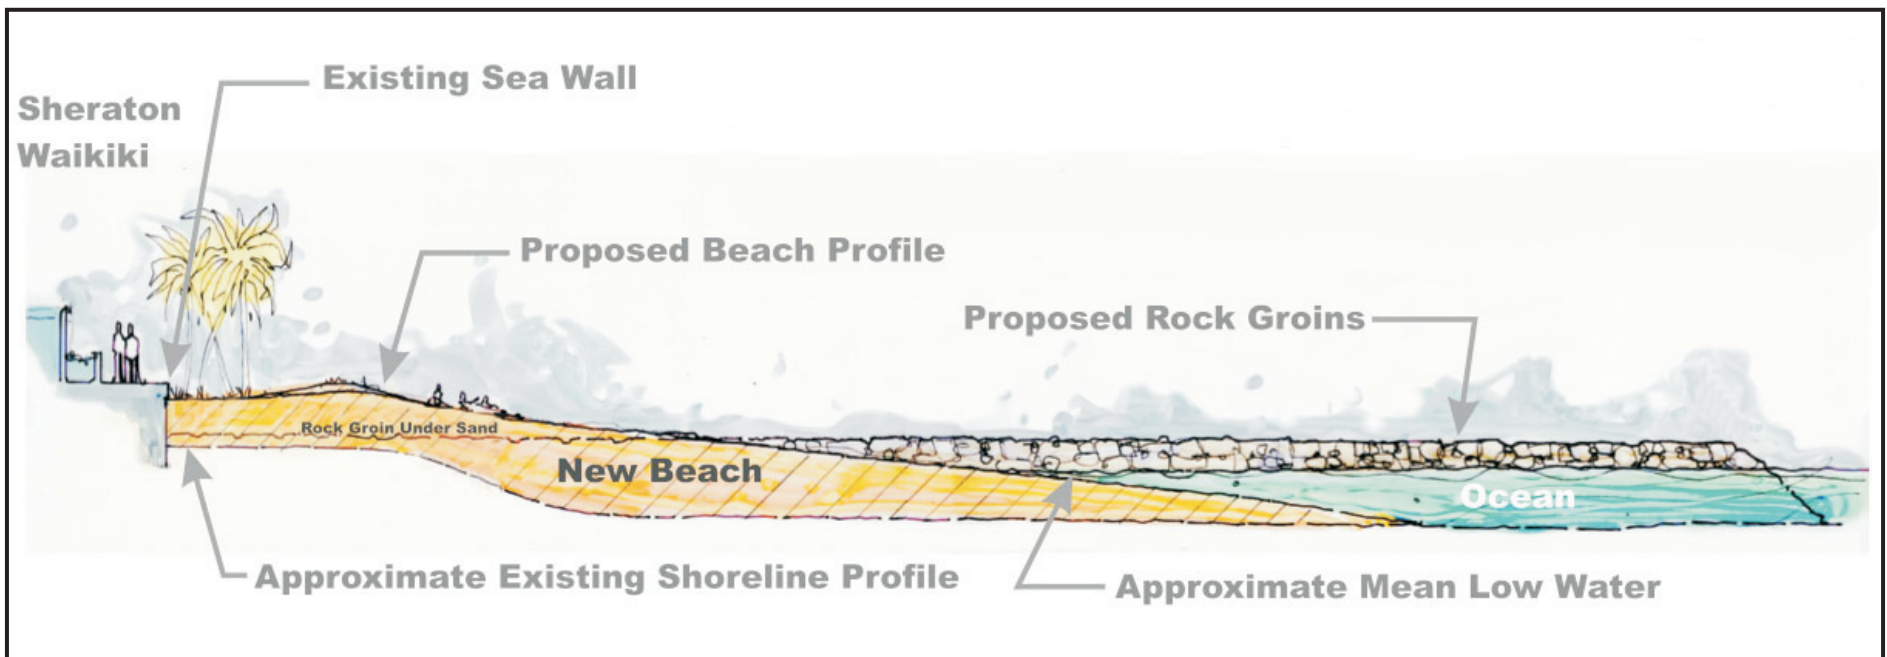 Existing Sea Wall
Sheraton
Waikiki
Proposed Beach Profile
Proposed Rock Groins
Rock Groin Under Sand
New Beach
Ocean
Approximate Existing Shoreline Profile
Approximate Mean Low Water